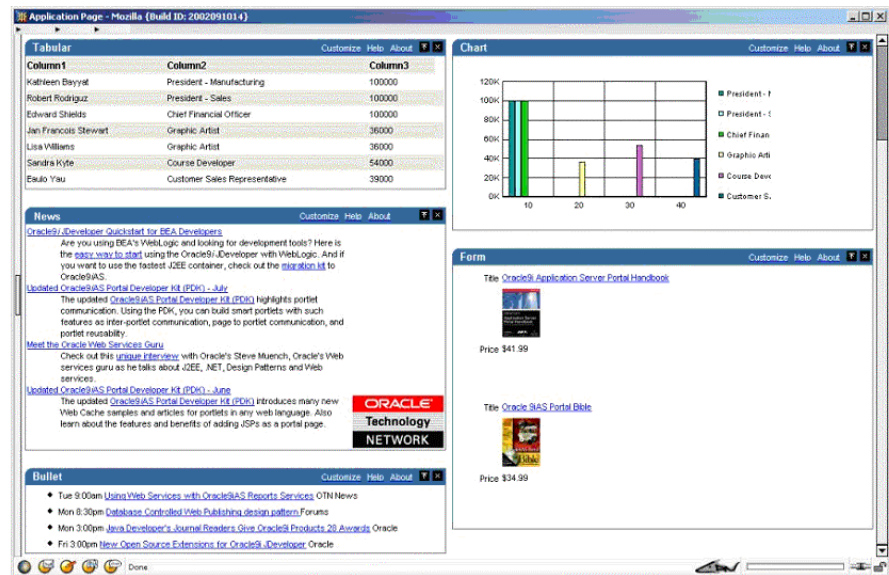 Application Page - Mozilla {Build ID: 2002091014}
Tabular Customize Help About
Column1 Column2 Column3
Kathleen Bayyat President - Manufacturing 100000
Robert Rodriguz President - Sales 100000
Edward Shields Chief Financial Officer 100000
Jan Francois Stewart Graphic Artist 36000
Lisa Williams Graphic Artist 36000
Sandra Kyte Course Developer 54000
Eaulo Yau Customer Sales Representative 39000
News Customize Help About
Oracle9i JDeveloper Quickstart for BEA Developers
Are you using BEA's WebLogic and looking for development tools? Here is
the easy way to start using the Oracle9i JDeveloper with WebLogic. And if
you want to use the fastest J2EE container, check out the migration kit to
Oracle9iAS.
Updated Oracle9iAS Portal Developer Kit (PDK) - July
The updated Oracle9iAS Portal Developer Kit (PDK) highlights portlet
communication. Using the PDK, you can build smart portlets with such
features as inter-portlet communication, page to portlet communication, and
portlet reusability.
Meet the Oracle Web Services Guru
Check out this unique interview with Oracle's Steve Muench, Oracle's Web
services guru as he talks about J2EE, .NET, Design Patterns and Web
services.
Updated Oracle9iAS Portal Developer Kit (PDK) - June
The updated Oracle9iAS Portal Developer Kit (PDK) introduces many new
Web Cache samples and articles for portlets in any web language. Also
learn about the features and benefits of adding JSPs as a portal page.
ORACLE
Technology
NETWORK
Bullet Customize Help About
Tue 9:00am Using Web Services with Oracle9iAS Reports Services OTN News
Mon 8:30pm Database Controlled Web Publishing design pattern Forums
Mon 3:00pm Java Developer's Journal Readers Give Oracle9i Products 28 Awards Oracle
Fri 3:00pm New Open Source Extensions for Oracle9i JDeveloper Oracle
Chart Customize Help About
120K
100K
80K
60K
40K
20K
0K
10 20 30 40
President - M
President - S
Chief Finan
Graphic Arti
Course Deve
Customer S.
Form Customize Help About
Title Oracle9i Application Server Portal Handbook
Price $41.99
Title Oracle 9iAS Portal Bible
Bible
Price $34.99
Done